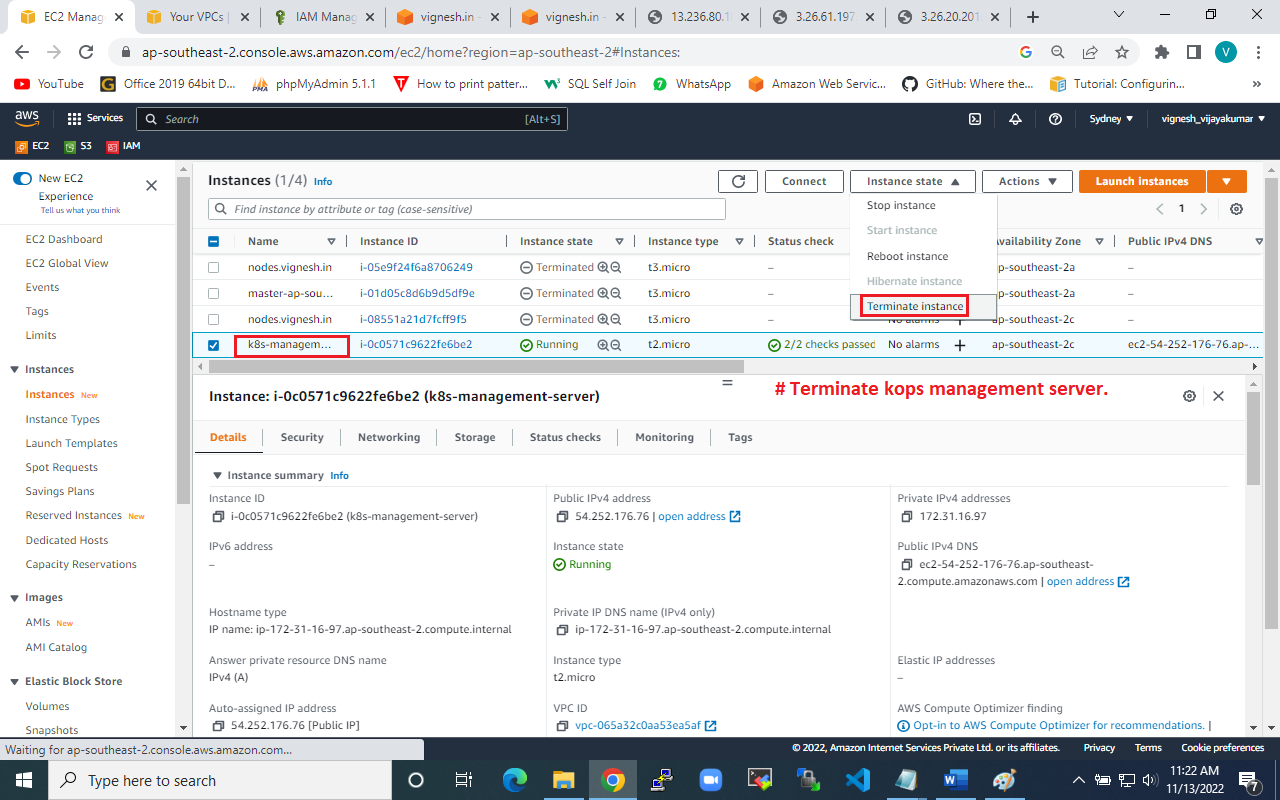 EC2 Manag
Your VPCs |
IAM Manag
vignesh.in -
vignesh.in -
13.236.80.1
3.26.61.197
3.26.20.201
ap-southeast-2.console.aws.amazon.com/ec2/home?region=ap-southeast-2#Instances:
V
YouTube
Office 2019 64bit D...
phpMyAdmin 5.1.1
How to print patter...
SQL Self Join
WhatsApp
Amazon Web Servic...
GitHub: Where the...
Tutorial: Configurin...
»
aws
Services
Search
[Alt+S]
Sydney
vignesh_vijayakumar
EC2
S3
IAM
New EC2
Experience
Tell us what you think
EC2 Dashboard
EC2 Global View
Events
Tags
Limits
Instances
Instances New
Instance Types
Launch Templates
Spot Requests
Savings Plans
Reserved Instances New
Dedicated Hosts
Capacity Reservations
Images
AMIs New
AMI Catalog
Elastic Block Store
Volumes
Snapshots
Instances (1/4) Info
Connect
Instance state
Actions
Launch instances
Find instance by attribute or tag (case-sensitive)
1
Stop instance
Start instance
Reboot instance
Hibernate instance
Terminate instance
Name Instance ID Instance state Instance type Status check Availability Zone Public IPv4 DNS
nodes.vignesh.in i-05e9f24f6a8706249 Terminated t3.micro – ap-southeast-2a –
master-ap-sou... i-01d05c8d6b9d5df9e Terminated t3.micro – ap-southeast-2a –
nodes.vignesh.in i-08551a21d7fcff9f5 Terminated t3.micro – No alarms + ap-southeast-2c –
k8s-managem... i-0c0571c9622fe6be2 Running t2.micro 2/2 checks passed No alarms + ap-southeast-2c ec2-54-252-176-76.ap-...
# Terminate kops management server.
Instance: i-0c0571c9622fe6be2 (k8s-management-server)
Details
Security
Networking
Storage
Status checks
Monitoring
Tags
Instance summary Info
Instance ID
i-0c0571c9622fe6be2 (k8s-management-server)
Public IPv4 address
54.252.176.76 | open address
Private IPv4 addresses
172.31.16.97
IPv6 address
–
Instance state
Running
Public IPv4 DNS
ec2-54-252-176-76.ap-southeast-
2.compute.amazonaws.com | open address
Hostname type
IP name: ip-172-31-16-97.ap-southeast-2.compute.internal
Private IP DNS name (IPv4 only)
ip-172-31-16-97.ap-southeast-2.compute.internal
Answer private resource DNS name
IPv4 (A)
Instance type
t2.micro
Elastic IP addresses
–
Auto-assigned IP address
54.252.176.76 [Public IP]
VPC ID
vpc-065a32c0aa53ea5af
AWS Compute Optimizer finding
Opt-in to AWS Compute Optimizer for recommendations. |
Waiting for ap-southeast-2.console.aws.amazon.com...
© 2022, Amazon Internet Services Private Ltd. or its affiliates.
Privacy
Terms
Cookie preferences
Type here to search
11:22 AM
11/13/2022
7